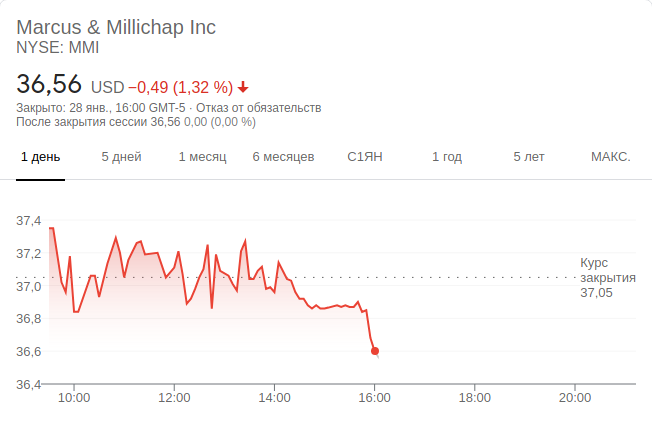 Marcus & Millichap Inc
NYSE: MMI
36,56 USD −0,49 (1,32 %)
Закрыто: 28 янв., 16:00 GMT-5 · Отказ от обязательств
После закрытия сессии 36,56 0,00 (0,00 %)
1 день 5 дней 1 месяц 6 месяцев С1ЯН 1 год 5 лет МАКС.
37,4
37,2
37,0
36,8
36,6
36,4
Курс
закрытия
37,05
10:00 12:00 14:00 16:00 18:00 20:00